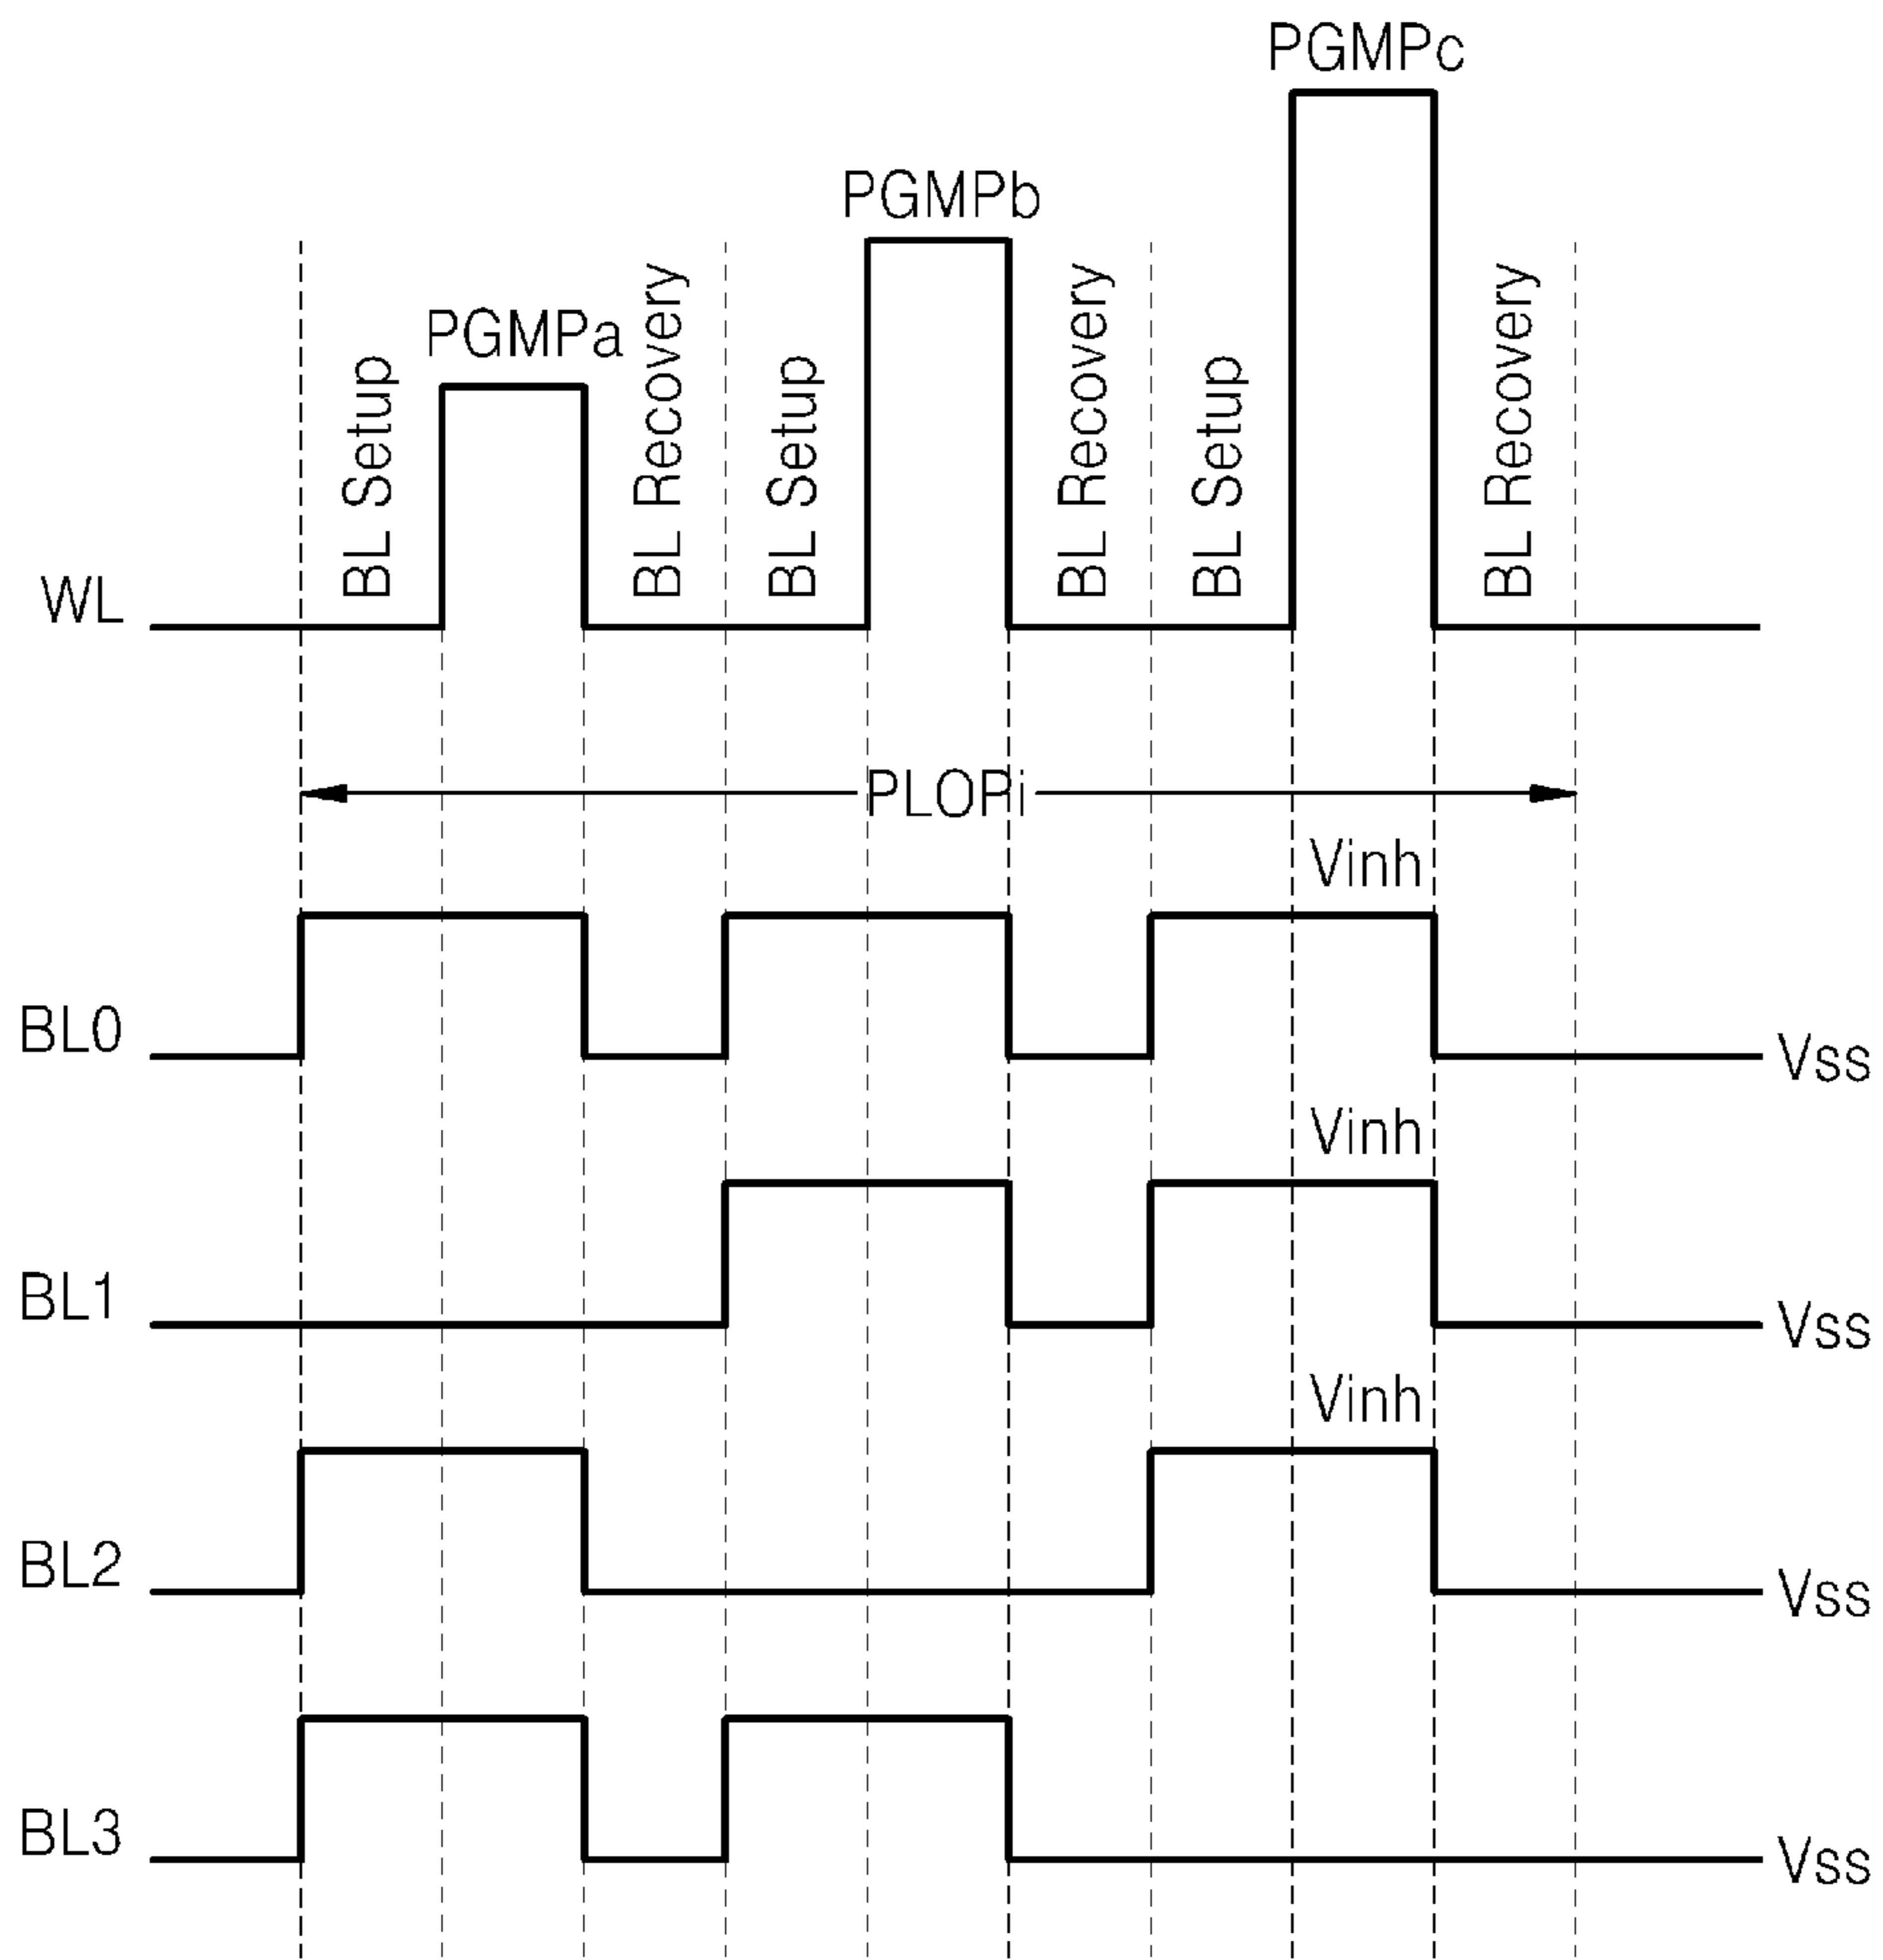 PGMPc
PGMPb
PGMPa
BL Setup
BL Recovery
BL Setup
BL Recovery
BL Setup
BL Recovery
WL
PLOPi
Vinh
BL0
Vss
Vinh
BL1
Vss
Vinh
BL2
Vss
BL3
Vss